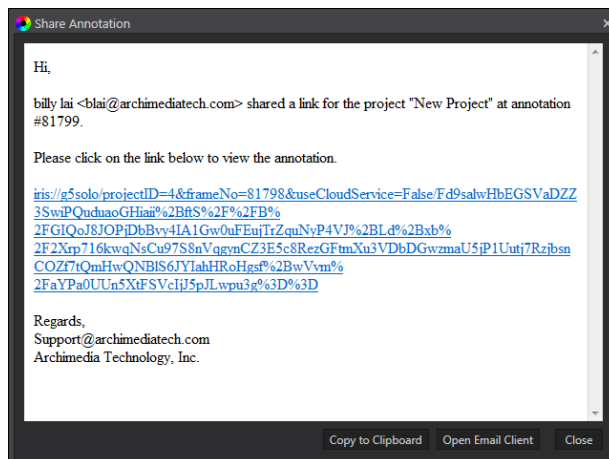 Share Annotation
Hi,
billy lai <blai@archimediatech.com> shared a link for the project "New Project" at annotation
#81799.
Please click on the link below to view the annotation.
iris://g5solo/projectID=4&frameNo=81798&useCloudService=False/Fd9salwHbEGSVaDZZ
3SwiPQuduaoGHiaii%2BftS%2F%2FB%
2FGIQoJ8JOPjDbBvy4IA1Gw0uFEujTrZquNyP4VJ%2BLd%2Bxb%
2F2Xrp716kwqNsCu97S8nVqgynCZ3E5c8RezGFtmXu3VDbDGwzmaU5jP1Uutj7Rzjbsn
COZf7tQmHwQNBlS6JYIahHRoHgsf%2BwVvm%
2FaYPa0UUn5XtFSVcIjJ5pJLwpu3g%3D%3D
Regards,
Support@archimediatech.com
Archimedia Technology, Inc.
Copy to Clipboard Open Email Client Close